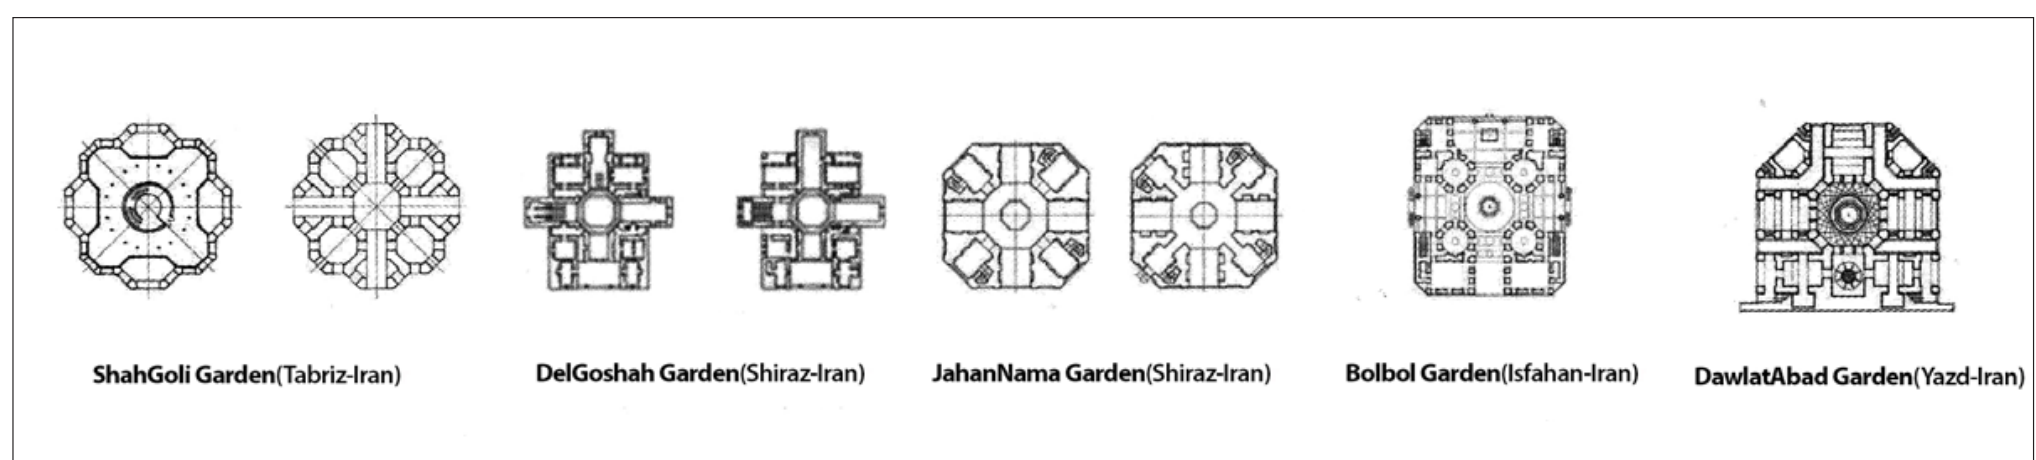 ShahGoli Garden(Tabriz-Iran)
DelGoshah Garden(Shiraz-Iran)
JahanNama Garden(Shiraz-Iran)
Bolbol Garden(Isfahan-Iran)
DawlatAbad Garden(Yazd-Iran)